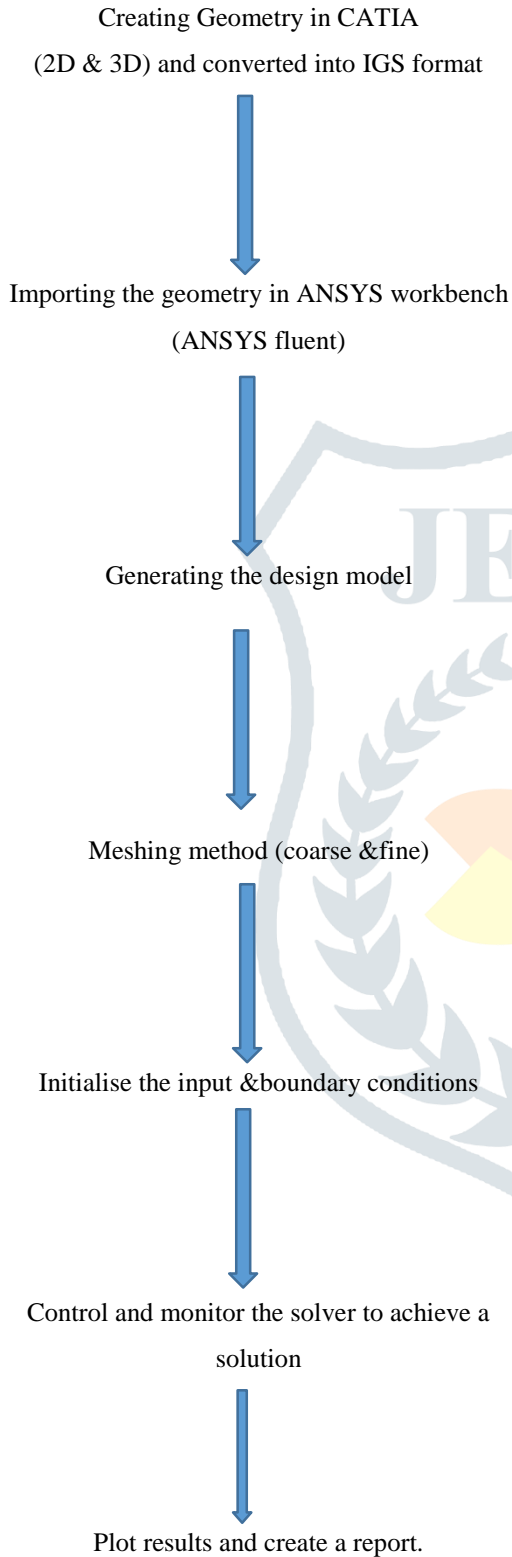 Creating Geometry in CATIA
(2D & 3D) and converted into IGS format
Importing the geometry in ANSYS workbench
(ANSYS fluent)
JE
Generating the design model
Meshing method (coarse &fine)
Initialise the input &boundary conditions
Control and monitor the solver to achieve a
solution
Plot results and create a report.